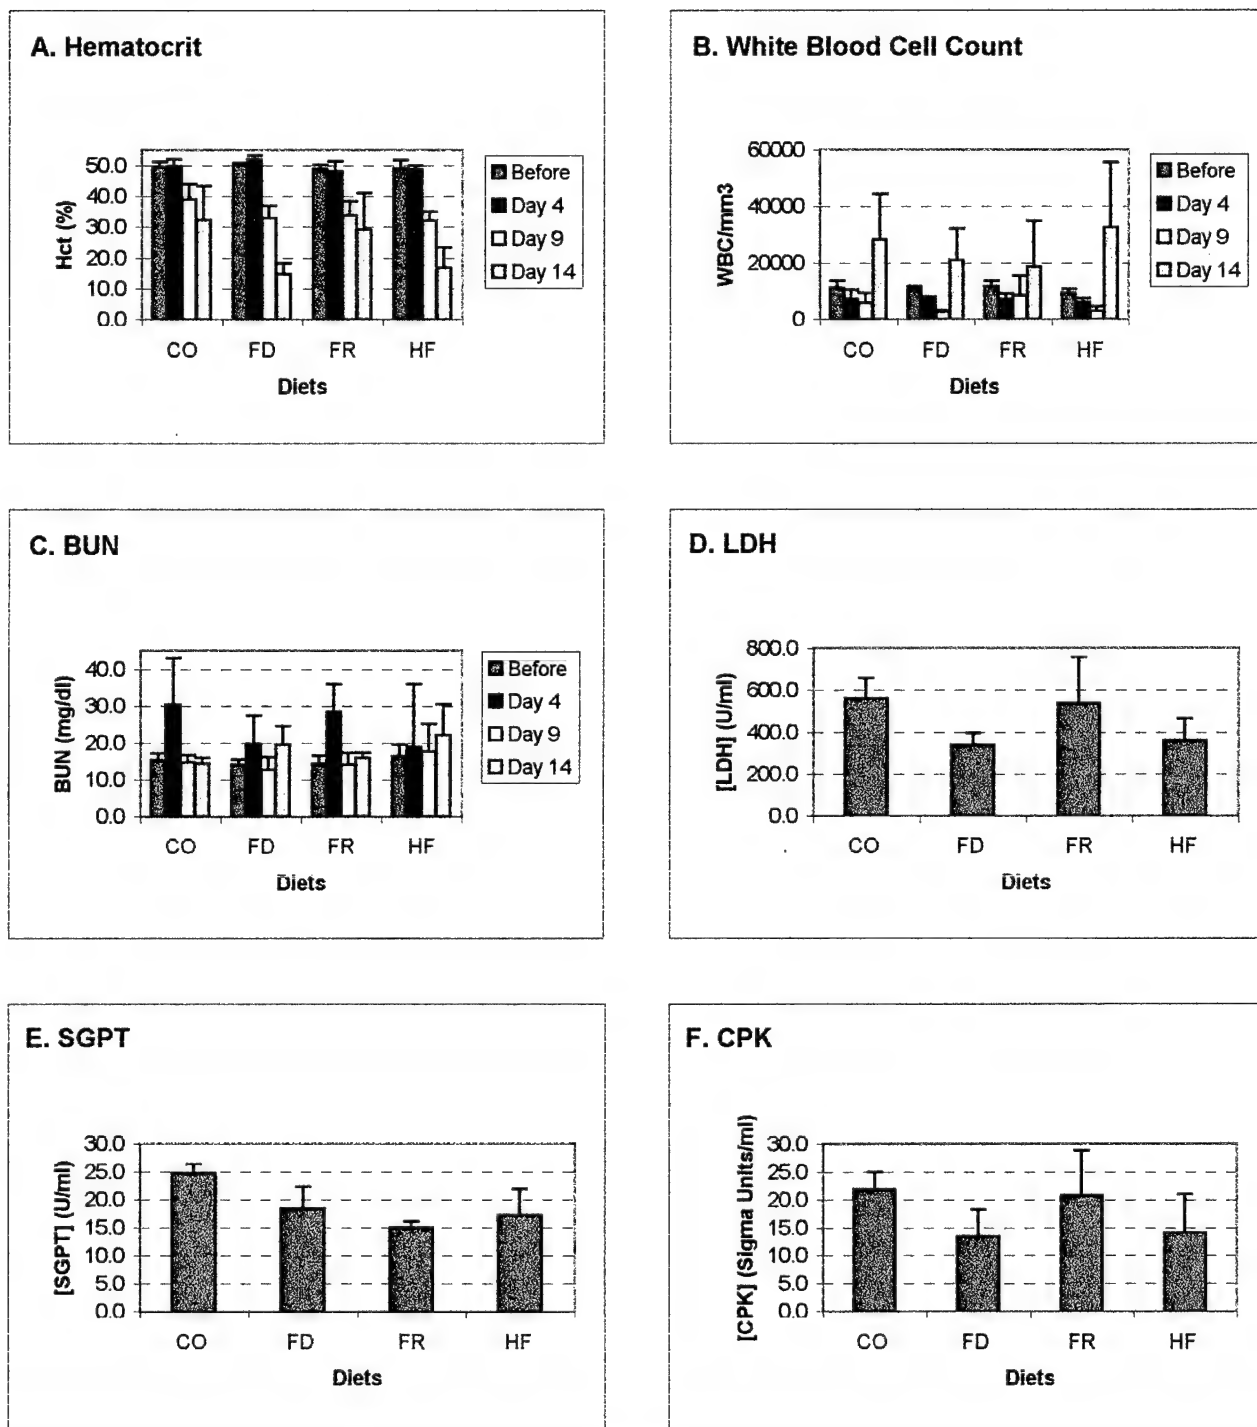 A. Hematocrit
Hct (%)
50.0
40.0
30.0
20.0
10.0
0.0
CO FD FR HF
Diets
Before
Day 4
Day 9
Day 14
B. White Blood Cell Count
WBC/mm3
60000
40000
20000
0
CO FD FR HF
Diets
Before
Day 4
Day 9
Day 14
C. BUN
BUN (mg/dl)
40.0
30.0
20.0
10.0
0.0
CO FD FR HF
Diets
Before
Day 4
Day 9
Day 14
D. LDH
[LDH] (U/ml)
800.0
600.0
400.0
200.0
0.0
CO FD FR HF
Diets
E. SGPT
[SGPT] (U/ml)
30.0
25.0
20.0
15.0
10.0
5.0
0.0
CO FD FR HF
Diets
F. CPK
[CPK] (Sigma Units/ml)
30.0
25.0
20.0
15.0
10.0
5.0
0.0
CO FD FR HF
Diets